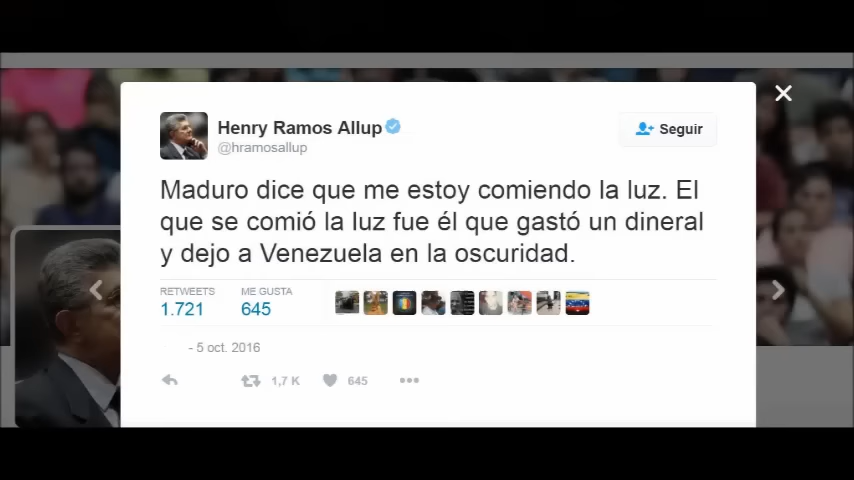 Henry Ramos Allup
@hramosallup
Seguir
Maduro dice que me estoy comiendo la luz. El
que se comió la luz fue él que gastó un dineral
y dejo a Venezuela en la oscuridad.
RETWEETS ME GUSTA
1.721 645
- 5 oct. 2016
1,7 K 645